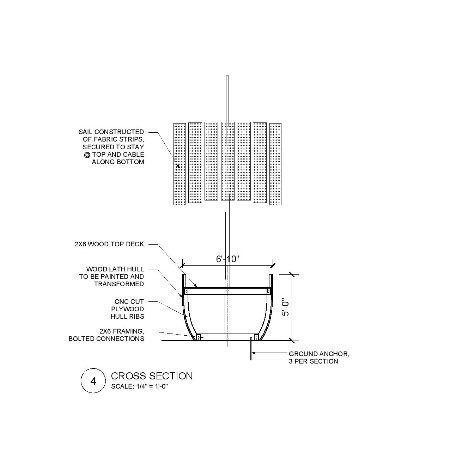 SAIL CONSTRUCTED
OF FABRIC STRIPS,
SECURED TO STAY
@ TOP AND CABLE
ALONG BOTTOM
2X6 WOOD TOP DECK
6'-10"
WOOD LATH HULL
TO BE PAINTED AND
TRANSFORMED
CNC CUT
PLYWOOD
HULL RIBS
5'-0"
2X6 FRAMING,
BOLTED CONNECTIONS
GROUND ANCHOR,
3 PER SECTION
4
CROSS SECTION
SCALE: 1/4" = 1'-0"